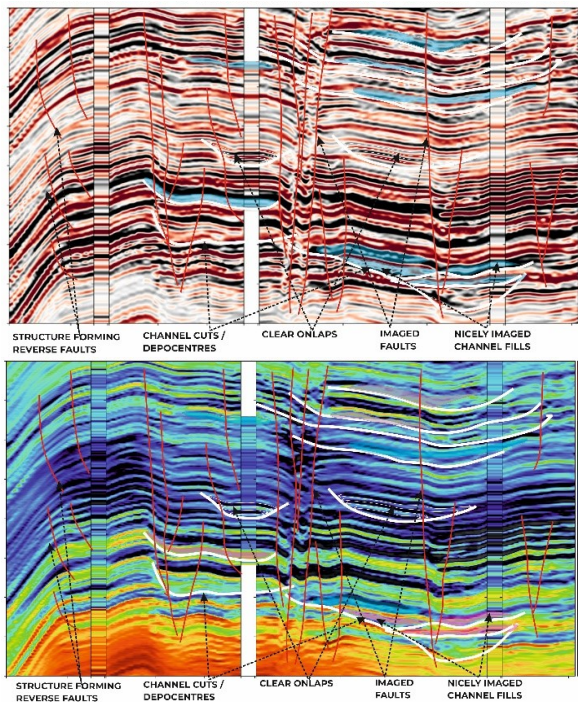 STRUCTURE FORMING
REVERSE FAULTS
CHANNEL CUTS /
DEPOCENTRES
CLEAR ONLAPS
IMAGED
FAULTS
NICELY IMAGED
CHANNEL FILLS
STRUCTURE FORMING
REVERSE FAULTS
CHANNEL CUTS /
DEPOCENTRES
CLEAR ONLAPS
IMAGED
FAULTS
NICELY IMAGED
CHANNEL FILLS